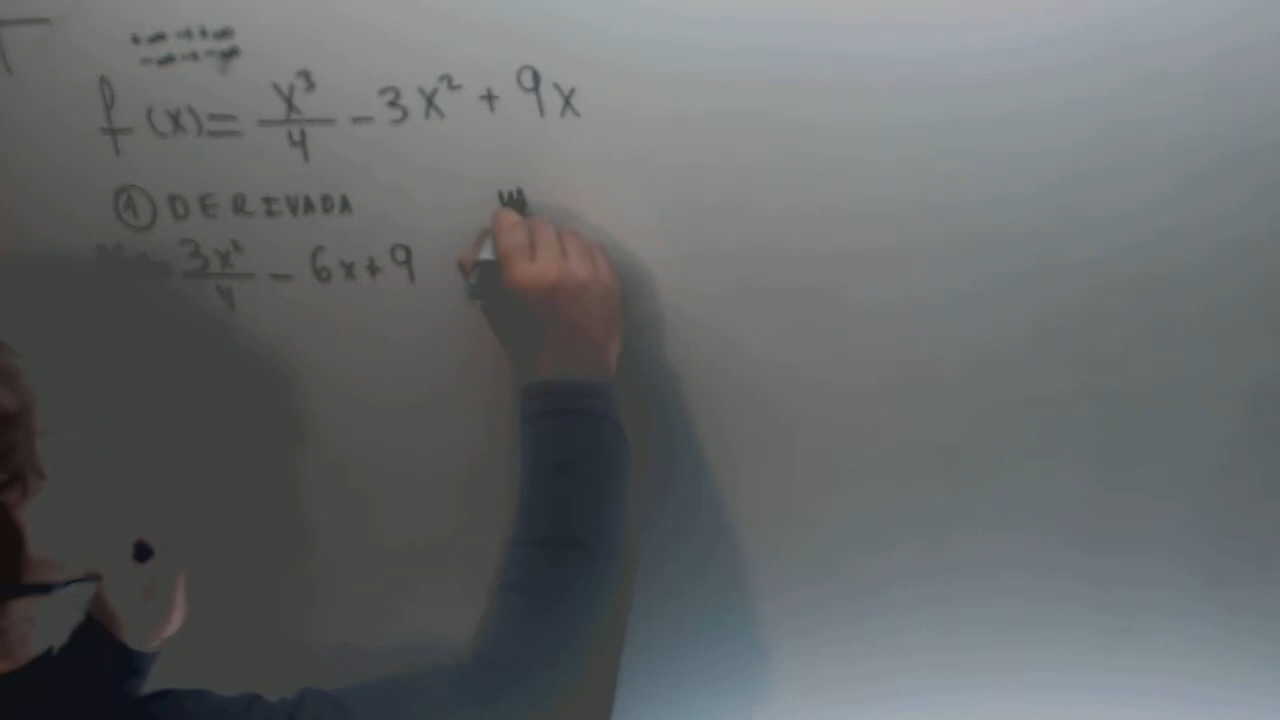 f(x)= x³/4 - 3x² + 9x
① DERIVADA
3x²/4 - 6x+9